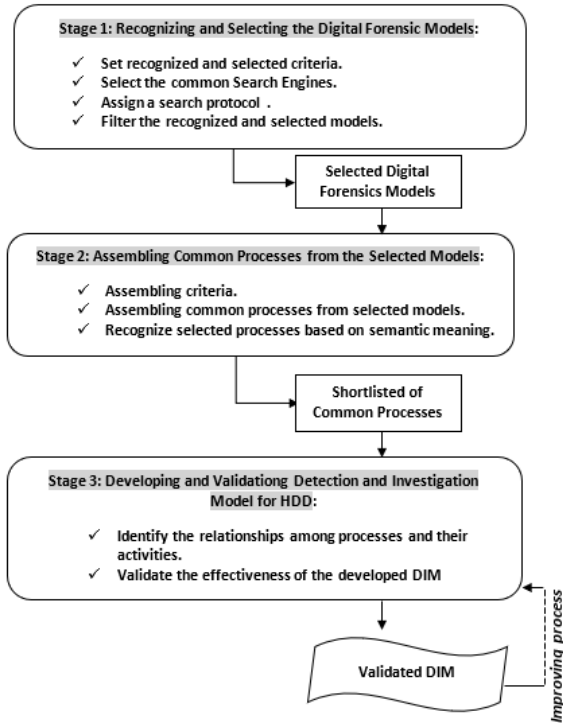 Stage 1: Recognizing and Selecting the Digital Forensic Models:
✓ Set recognized and selected criteria.
✓ Select the common Search Engines.
✓ Assign a search protocol .
✓ Filter the recognized and selected models.
Selected Digital
Forensics Models
Stage 2: Assembling Common Processes from the Selected Models:
✓ Assembling criteria.
✓ Assembling common processes from selected models.
✓ Recognize selected processes based on semantic meaning.
Shortlisted of
Common Processes
Stage 3: Developing and Validationg Detection and Investigation
Model for HDD:
✓ Identify the relationships among processes and their
activities.
✓ Validate the effectiveness of the developed DIM
Validated DIM
Improving process